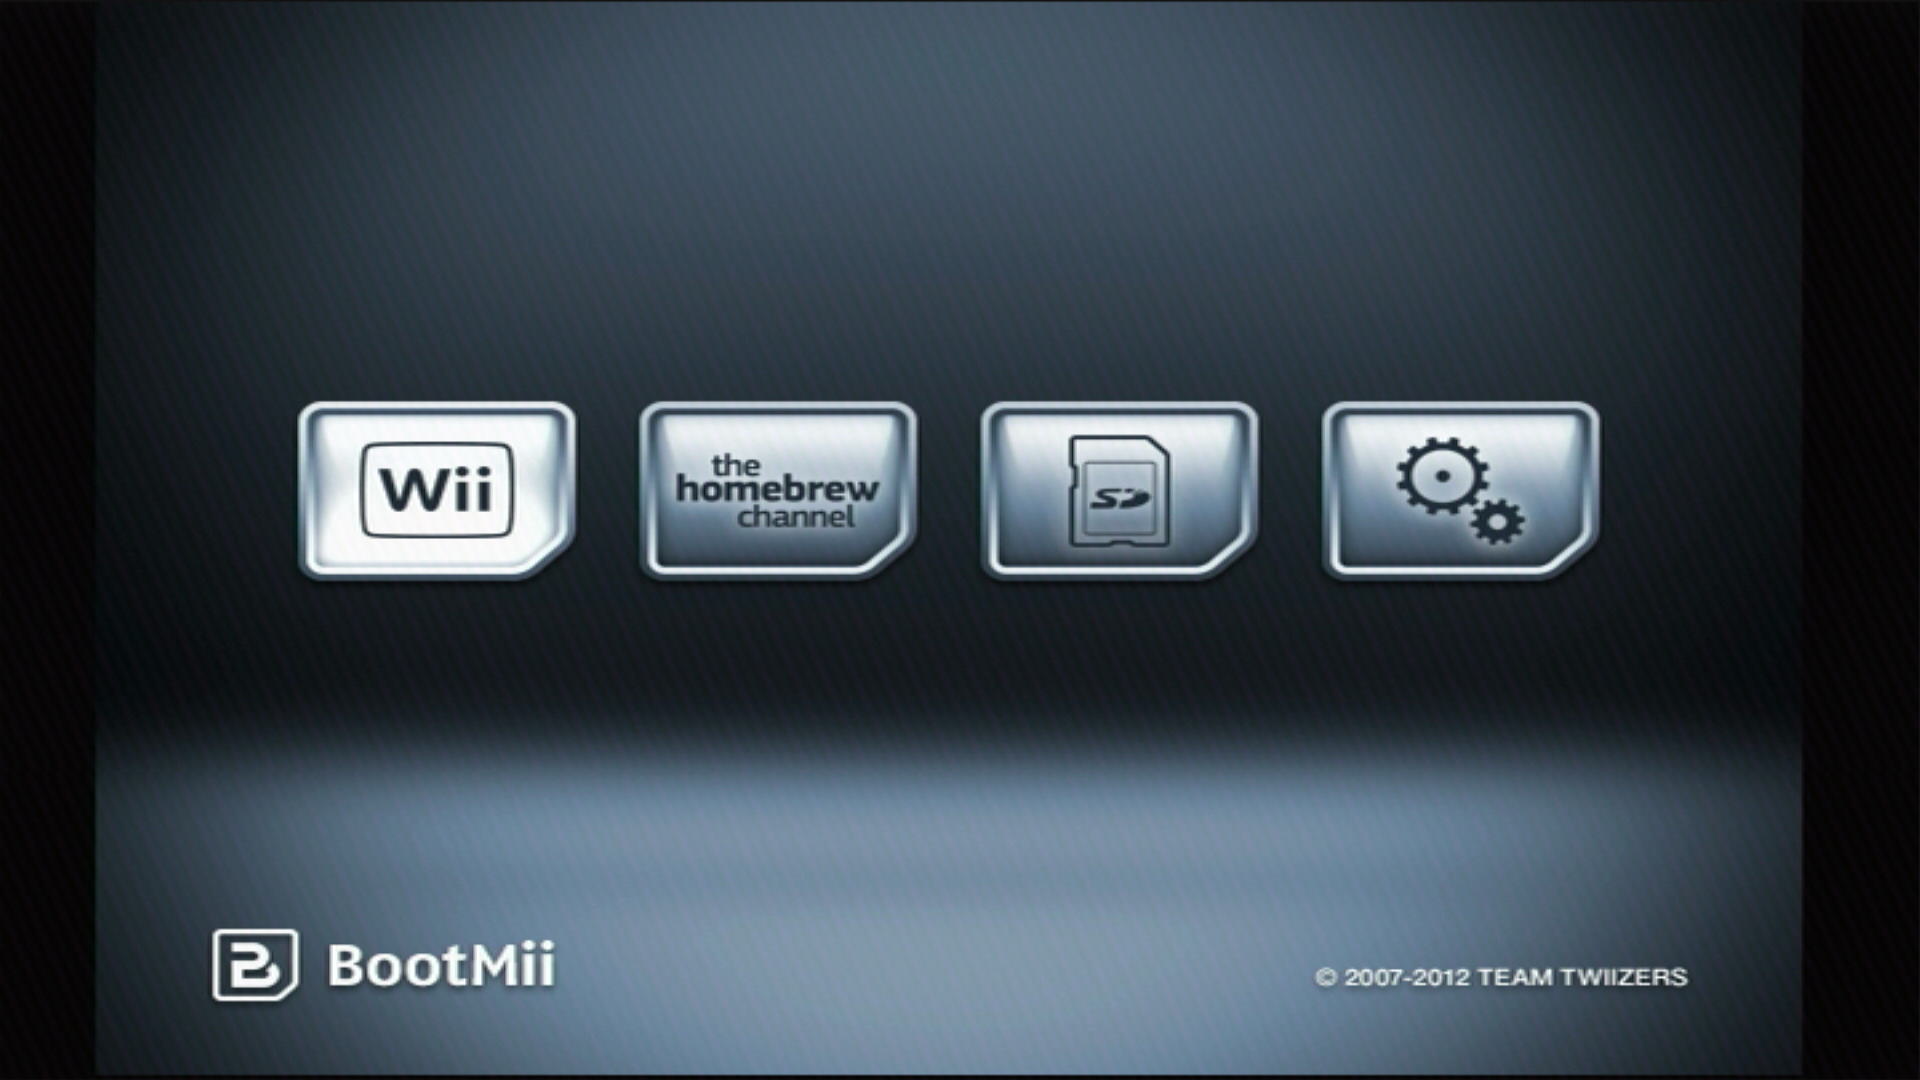 Wii
the
homebrew
channel
SD
BootMii
© 2007-2012 TEAM TWIIZERS